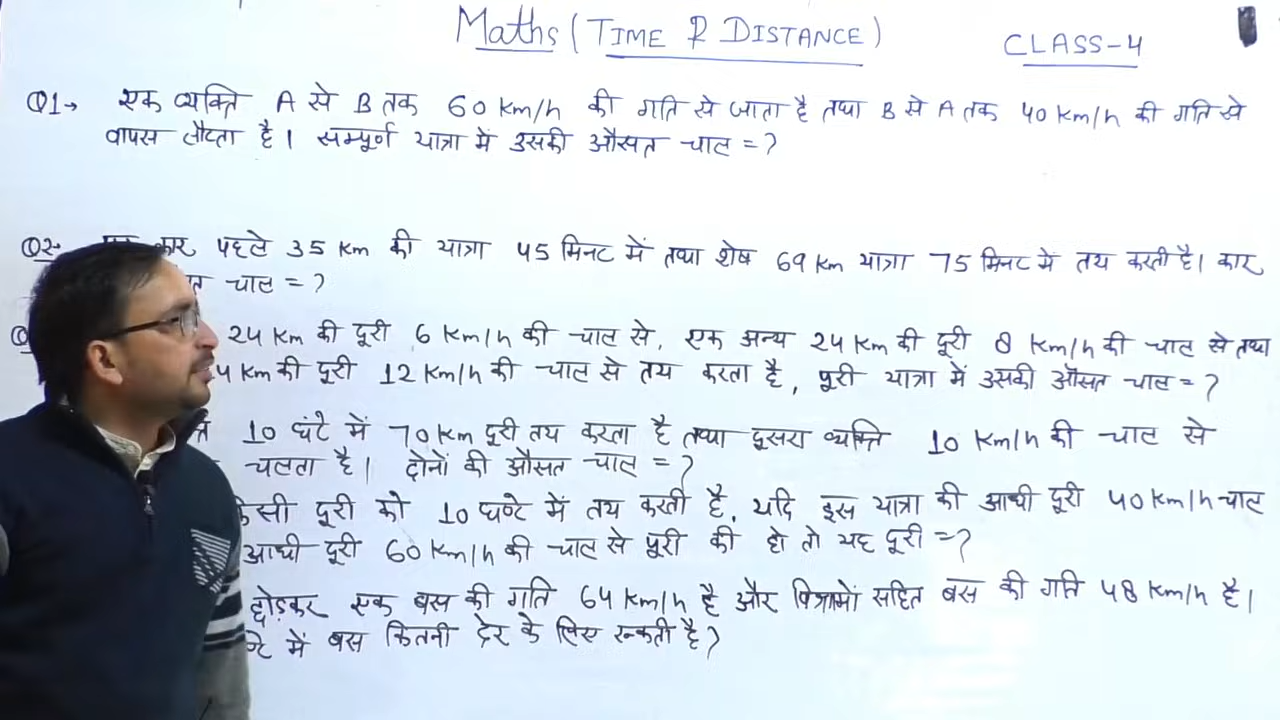 Maths (TIME & DISTANCE)
CLASS-4
Q1→ एक व्यक्ति A से B तक 60 Km/h की गति से जाता है तथा B से A तक 40 Km/h की गति से
वापस लौटता है। सम्पूर्ण यात्रा में उसकी औसत चाल = ?
Q2- कार पहले 35 Km की यात्रा 45 मिनट में तथा शेष 69 Km यात्रा 75 मिनट में तय करती है। कार
चाल = ?
24 Km की दूरी 6 Km/h की चाल से, एक अन्य 24 Km की दूरी 8 Km/h की चाल से तथा
4 Km की दूरी 12 Km/h की चाल से तय करता है, पूरी यात्रा में उसकी औसत चाल = ?
10 घंटे में 70 Km दूरी तय करता है तथा दूसरा व्यक्ति 10 Km/h की चाल से
चलता है। दोनों की औसत चाल = ?
दूरी को 10 घण्टे में तय करती है, यदि इस यात्रा की आधी दूरी 40 Km/h चाल
आधी दूरी 60 Km/h की चाल से पूरी की हो तो यह दूरी = ?
छोड़कर एक बस की गति 64 Km/h है और विश्रामों सहित बस की गति 48 Km/h है।
में बस कितनी देर के लिए रुकती है?